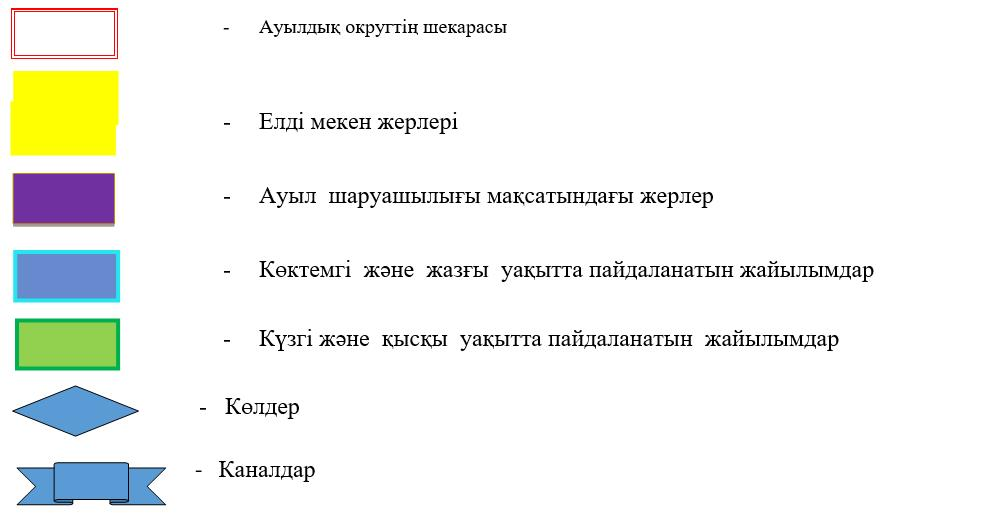 - Ауылдық округтің шекарасы
- Елді мекен жерлері
- Ауыл шаруашылығы мақсатындағы жерлер
- Көктемгі және жазғы уақытта пайдаланатын жайылымдар
- Күзгі және қысқы уақытта пайдаланатын жайылымдар
- Көлдер
- Каналдар